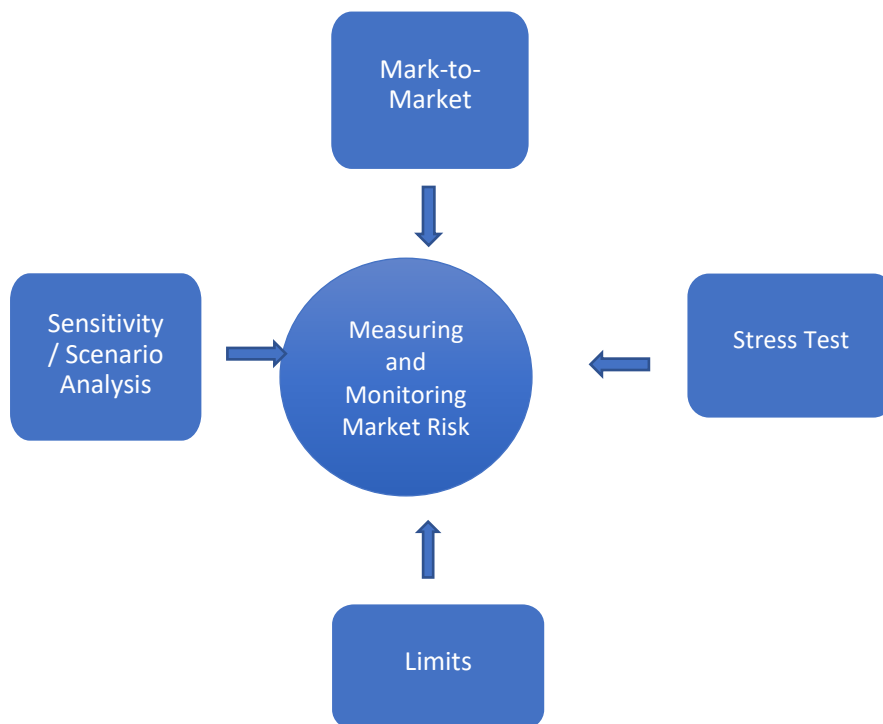 Mark-to-
Market
Sensitivity
/ Scenario
Analysis
Measuring
and
Monitoring
Market Risk
Stress Test
Limits